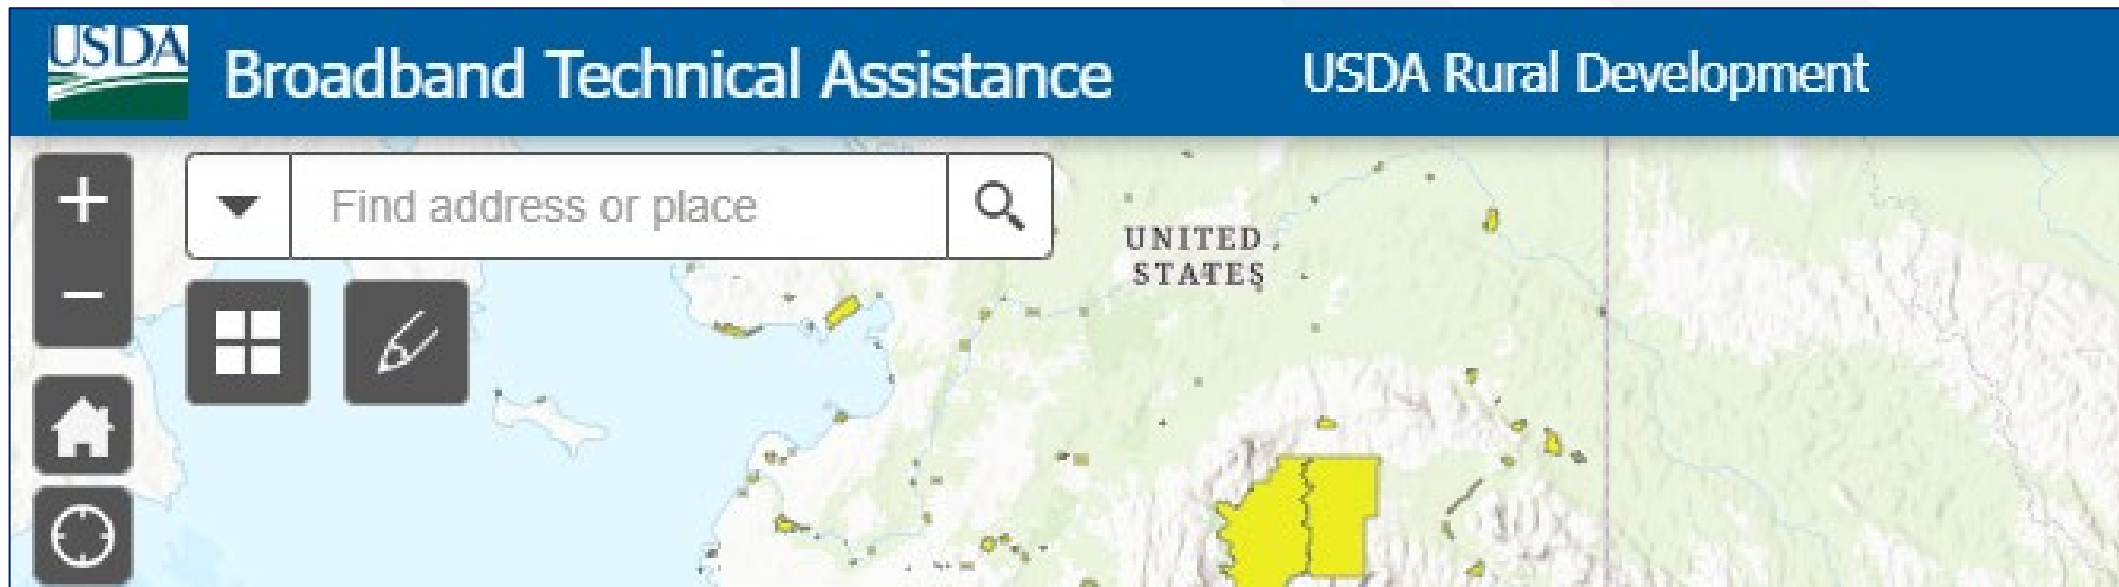 USDA
Broadband Technical Assistance
USDA Rural Development
Find address or place
UNITED
STATES